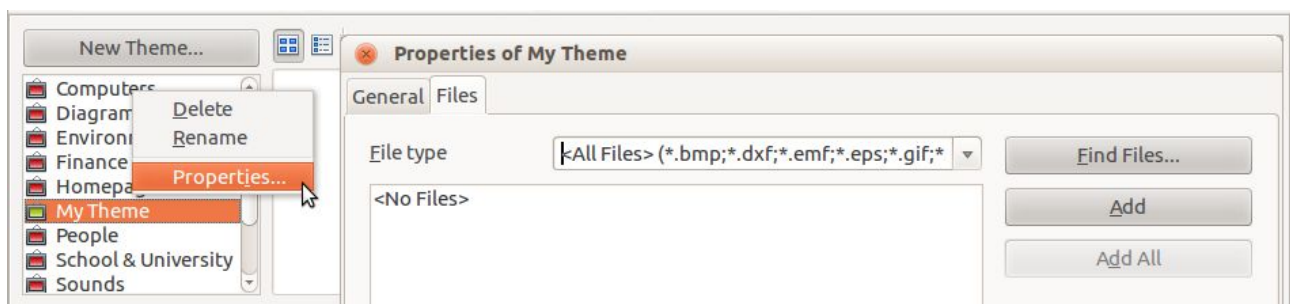 New Theme...
Computers
Diagram
Environ
Finance
Homepa
My Theme
People
School & University
Sounds
Delete
Rename
Properties...
Properties of My Theme
General Files
File type <All Files> (*.bmp;*.dxf;*.emf;*.eps;*.gif;* Find Files...
<No Files>
Add
Add All